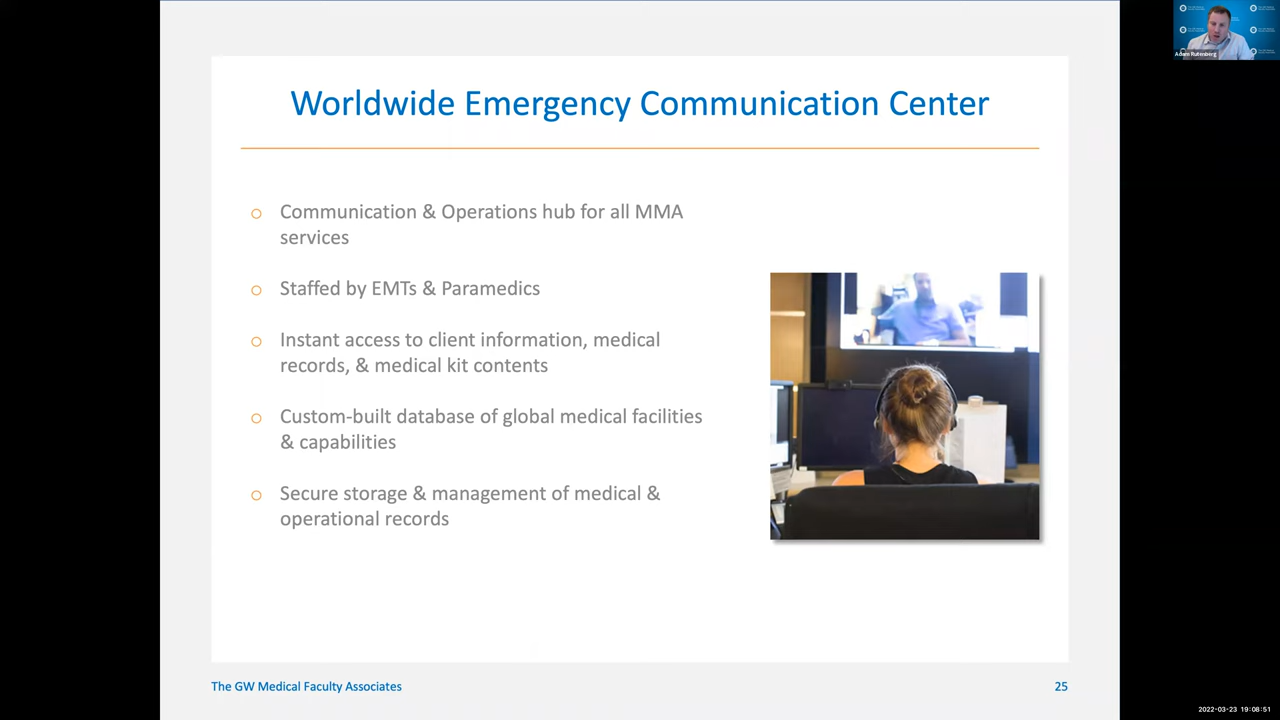 Adam Rutenberg
Worldwide Emergency Communication Center
Communication & Operations hub for all MMA
services
Staffed by EMTs & Paramedics
Instant access to client information, medical
records, & medical kit contents
Custom-built database of global medical facilities
& capabilities
Secure storage & management of medical &
operational records
The GW Medical Faculty Associates
25
2022-03-23 19:08:51